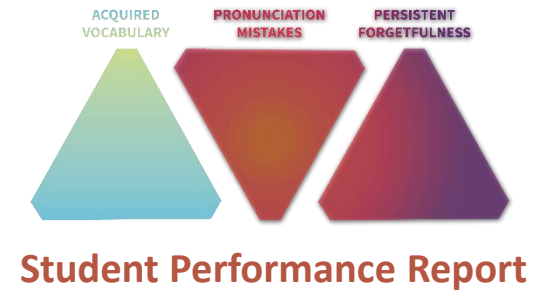 ACQUIRED
VOCABULARY
PRONUNCIATION
MISTAKES
PERSISTENT
FORGETFULNESS
Student Performance Report